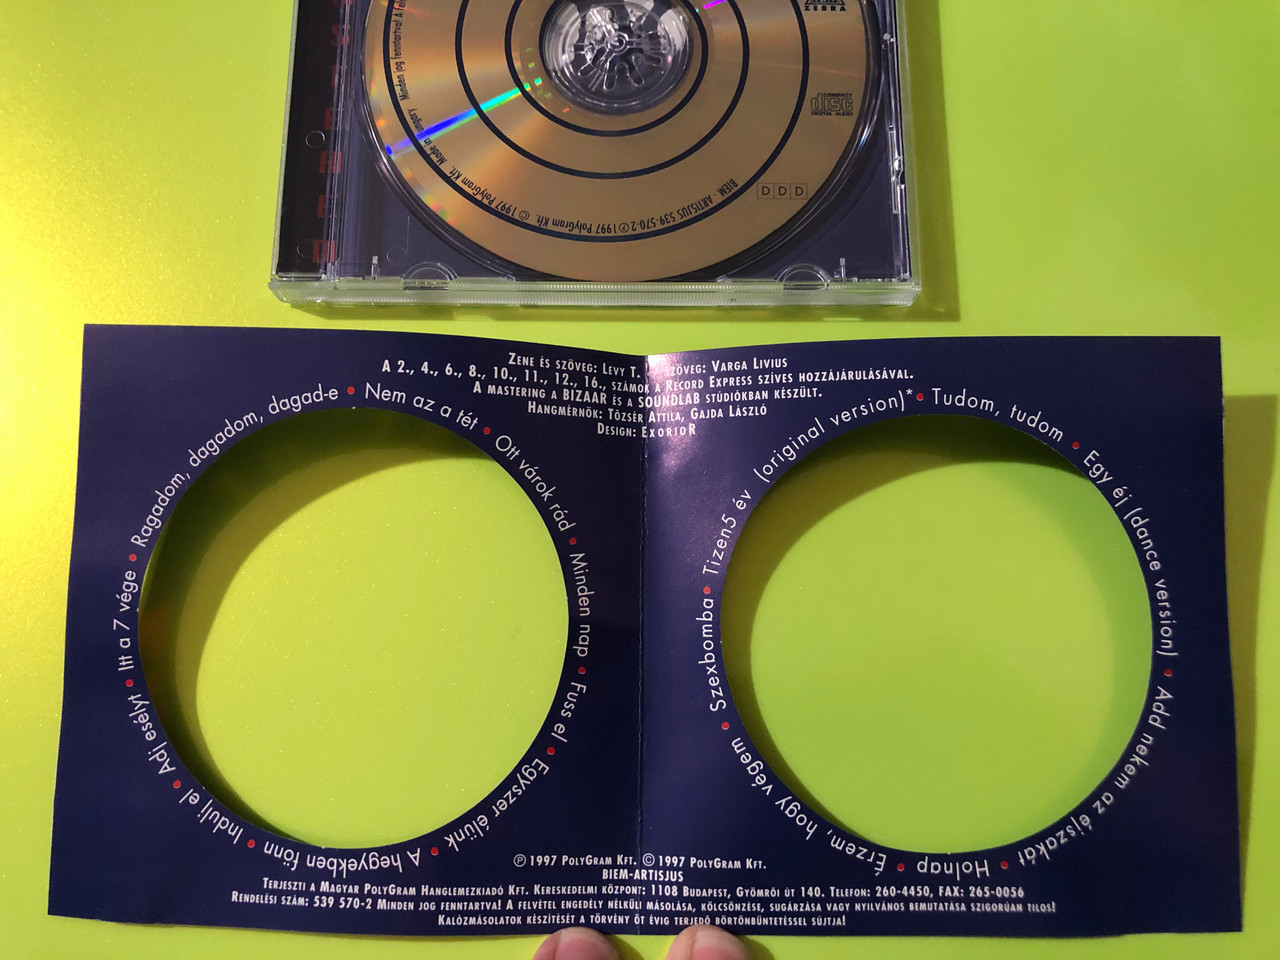 ZEBRA
COMPACT
disc
DIGITAL AUDIO
DDD
BIEM - ARTISJUS 539-570-2 Ⓟ 1997 PolyGram Kft. © 1997 PolyGram Kft. Made in Hungary Minden jog fenntartva!
ZENE ÉS SZÖVEG: LEVY T. SZÖVEG: VARGA LIVIUS
A 2., 4., 6., 8., 10., 11., 12., 16., SZÁMOK A RECORD EXPRESS SZÍVES HOZZÁJÁRULÁSÁVAL.
A MASTERING A BIZAAR ÉS A SOUNDLAB STÚDIÓKBAN KÉSZÜLT.
HANGMÉRNÖK: TŐZSÉR ATTILA, GAJDA LÁSZLÓ
DESIGN: EXORIOR
Itt a 7 vége • Ragadom, dagadom, dagad-e • Nem az a tét • Ott várok rád • Minden nap • Fuss el • Egyszer élünk • A hegyekben fönn • Indulj el • Adj esélyt •
Szexbomba • Tizen5 év (original version)* • Tudom, tudom • Egy éj (dance version) • Add nekem az éjszakát • Holnap • Érzem, hogy végem •
Ⓟ 1997 POLYGRAM KFT. © 1997 POLYGRAM KFT.
BIEM-ARTISJUS
TERJESZTI A MAGYAR POLYGRAM HANGLEMEZKIADÓ KFT. KERESKEDELMI KÖZPONT: 1108 BUDAPEST, GYÖMRŐI ÚT 140. TELEFON: 260-4450, FAX: 265-0056
RENDELÉSI SZÁM: 539 570-2 MINDEN JOG FENNTARTVA! A FELVÉTEL ENGEDÉLY NÉLKÜLI MÁSOLÁSA, KÖLCSÖNZÉSE, SUGÁRZÁSA VAGY NYILVÁNOS BEMUTATÁSA SZIGORÚAN TILOS!
KALÓZMÁSOLATOK KÉSZÍTÉSÉT A TÖRVÉNY ÖT ÉVIG TERJEDŐ BÖRTÖNBÜNTETÉSSEL SÚJTJA!